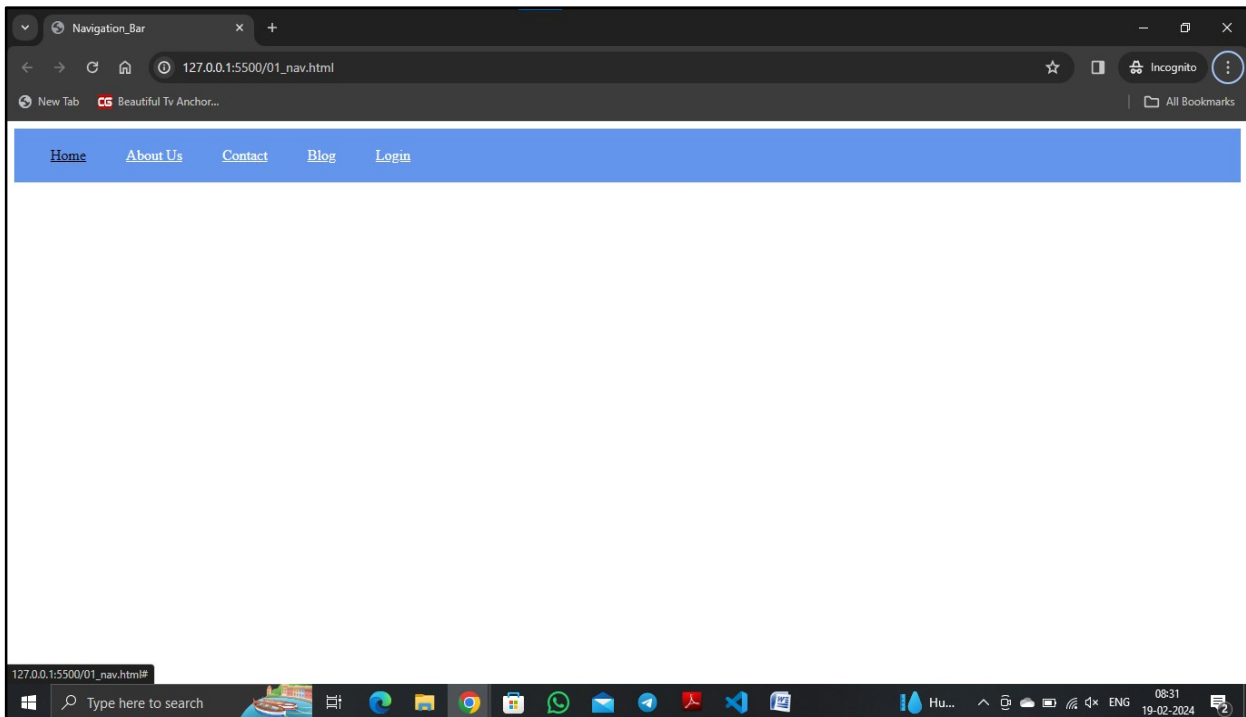 Navigation_Bar
127.0.0.1:5500/01_nav.html
Incognito
New Tab CG Beautiful Tv Anchor...
All Bookmarks
Home About Us Contact Blog Login
127.0.0.1:5500/01_nav.html#
Type here to search
Hu... ENG
08:31
19-02-2024
2